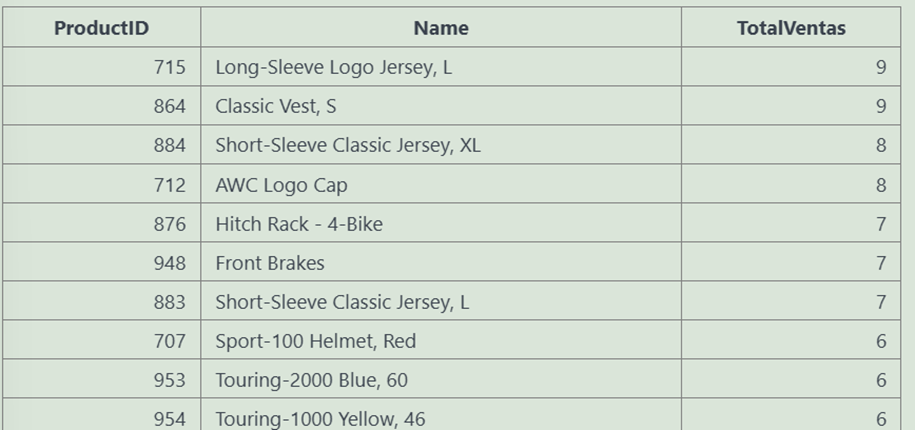 ProductID Name TotalVentas
715 Long-Sleeve Logo Jersey, L 9
864 Classic Vest, S 9
884 Short-Sleeve Classic Jersey, XL 8
712 AWC Logo Cap 8
876 Hitch Rack - 4-Bike 7
948 Front Brakes 7
883 Short-Sleeve Classic Jersey, L 7
707 Sport-100 Helmet, Red 6
953 Touring-2000 Blue, 60 6
954 Touring-1000 Yellow, 46 6